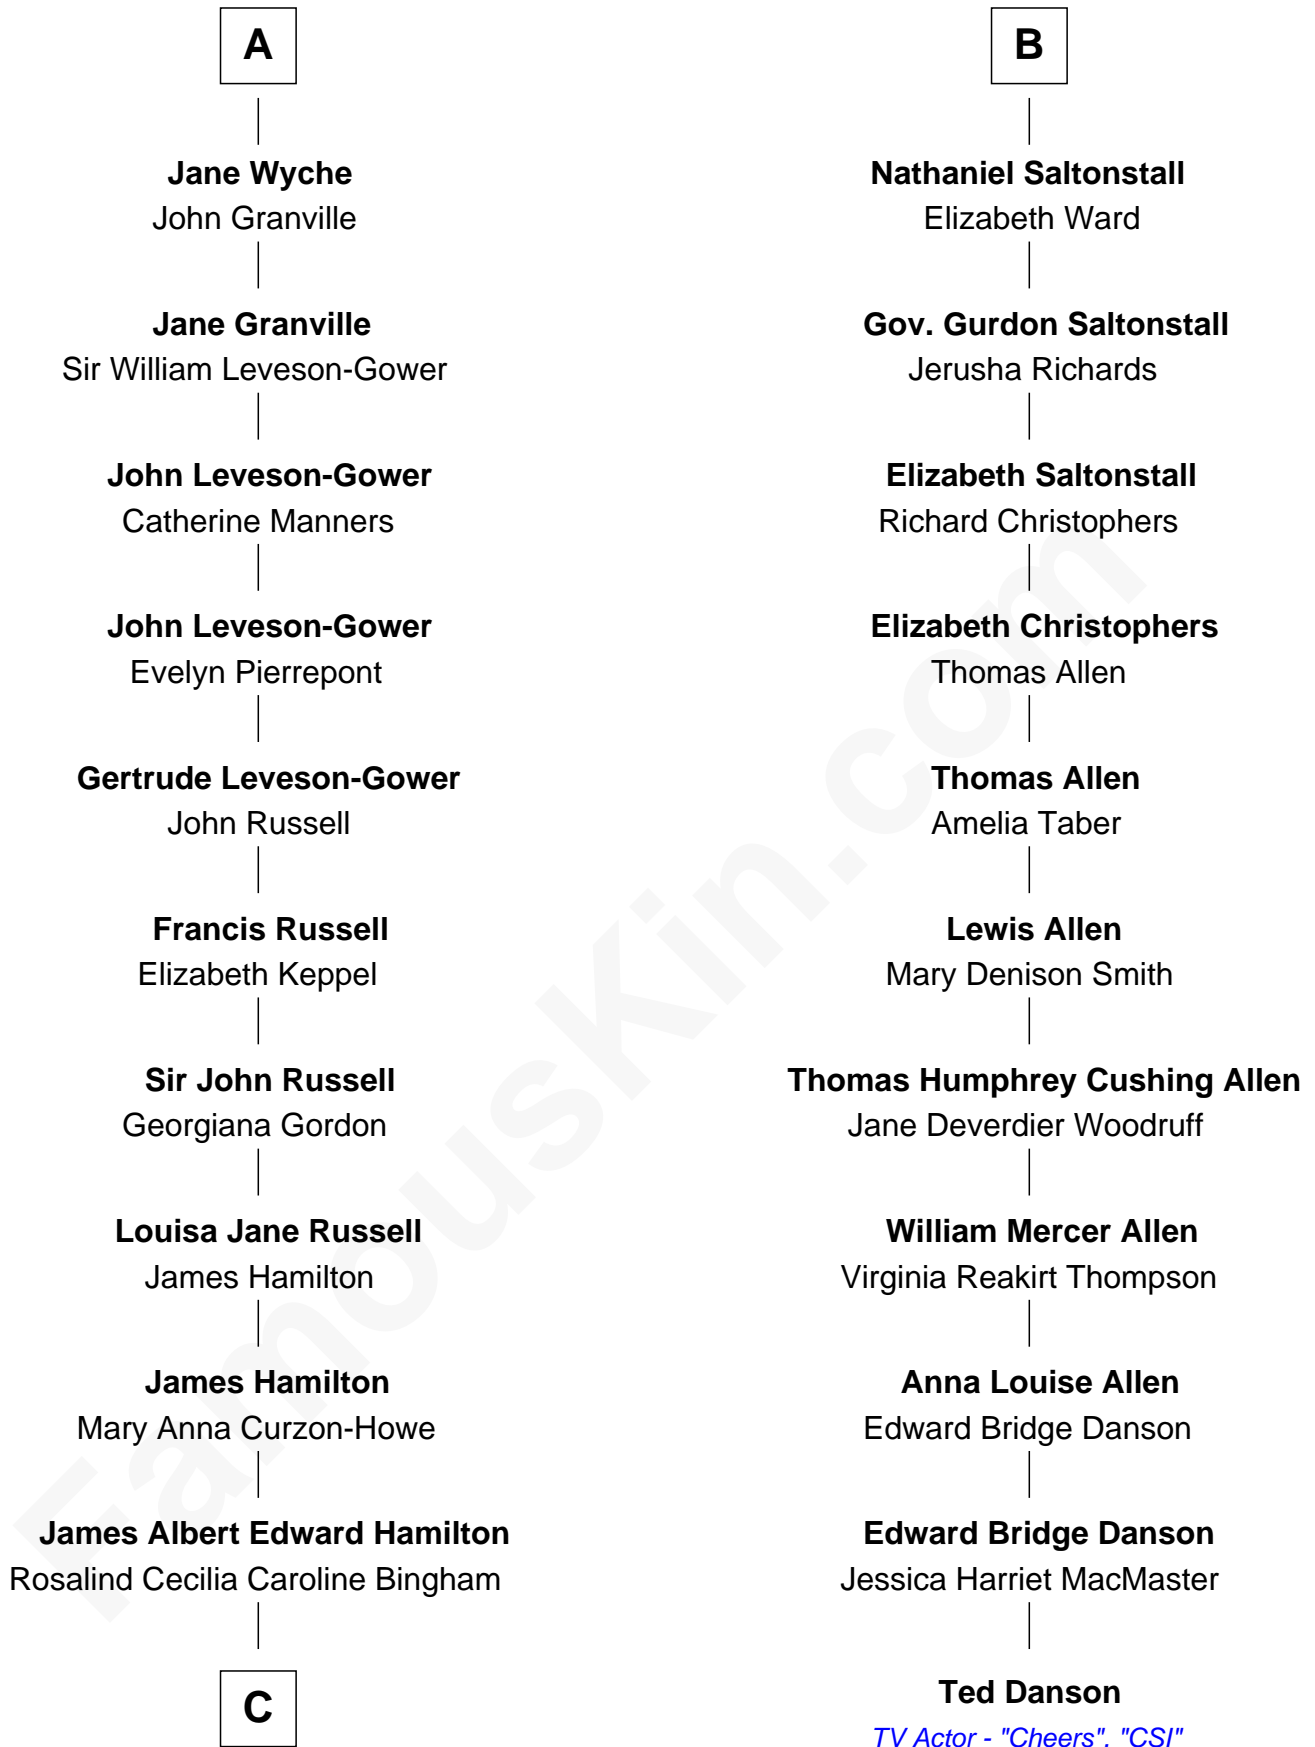 A
Jane Wyche
John Granville
Jane Granville
Sir William Leveson-Gower
John Leveson-Gower
Catherine Manners
John Leveson-Gower
Evelyn Pierrepont
Gertrude Leveson-Gower
John Russell
Francis Russell
Elizabeth Keppel
Sir John Russell
Georgiana Gordon
Louisa Jane Russell
James Hamilton
James Hamilton
Mary Anna Curzon-Howe
James Albert Edward Hamilton
Rosalind Cecilia Caroline Bingham
C
B
Nathaniel Saltonstall
Elizabeth Ward
Gov. Gurdon Saltonstall
Jerusha Richards
Elizabeth Saltonstall
Richard Christophers
Elizabeth Christophers
Thomas Allen
Thomas Allen
Amelia Taber
Lewis Allen
Mary Denison Smith
Thomas Humphrey Cushing Allen
Jane Deverdier Woodruff
William Mercer Allen
Virginia Reakirt Thompson
Anna Louise Allen
Edward Bridge Danson
Edward Bridge Danson
Jessica Harriet MacMaster
Ted Danson
TV Actor - "Cheers", "CSI"
FamousKin.com